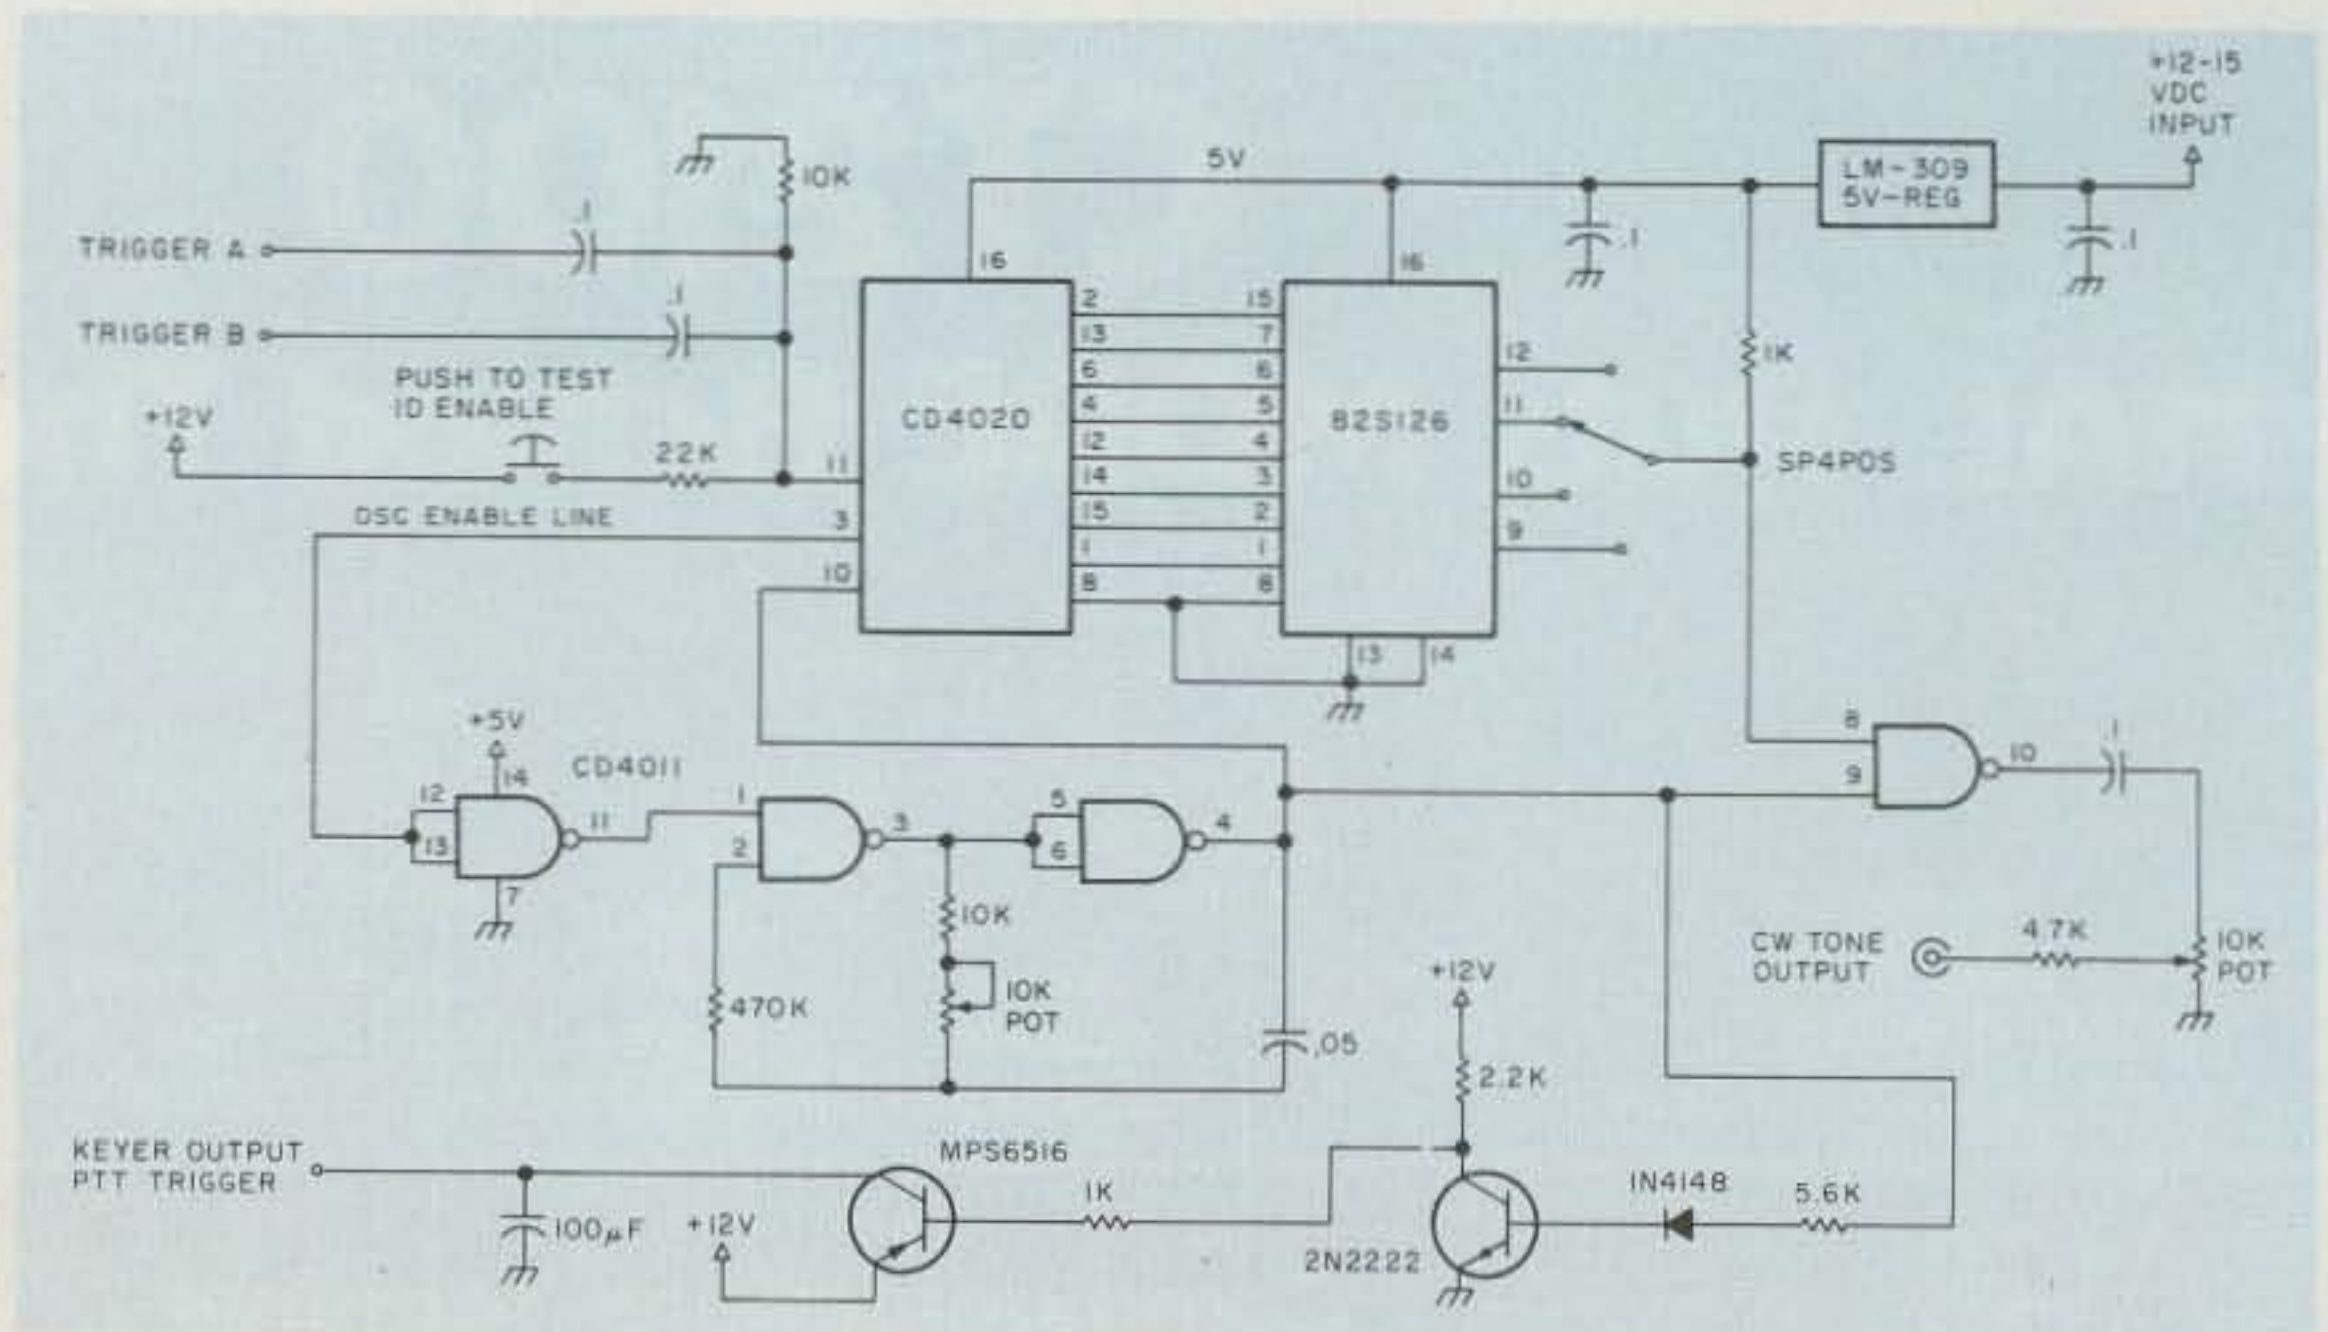 +12-15
VDC
INPUT
5V
LM-309
5V-REG
10K
.1
TRIGGER A
.1
.1
16
16
.1
TRIGGER B
2
15
13
7
1K
12
PUSH TO TEST
ID ENABLE
6
6
+12V
CD4020
4
5
82S126
11
22K
12
4
11
14
3
10
SP4POS
OSC ENABLE LINE
3
15
2
9
1
1
10
8
8
13
14
+5V
8
.1
14
CD4011
10
12
1
5
9
11
3
4
13
2
6
7
10K
CW TONE
OUTPUT
4.7K
10K
POT
+12V
470K
10K
POT
.05
2.2K
KEYER OUTPUT
PTT TRIGGER
MPS6516
1N4148
5.6K
1K
100µF
+12V
2N2222